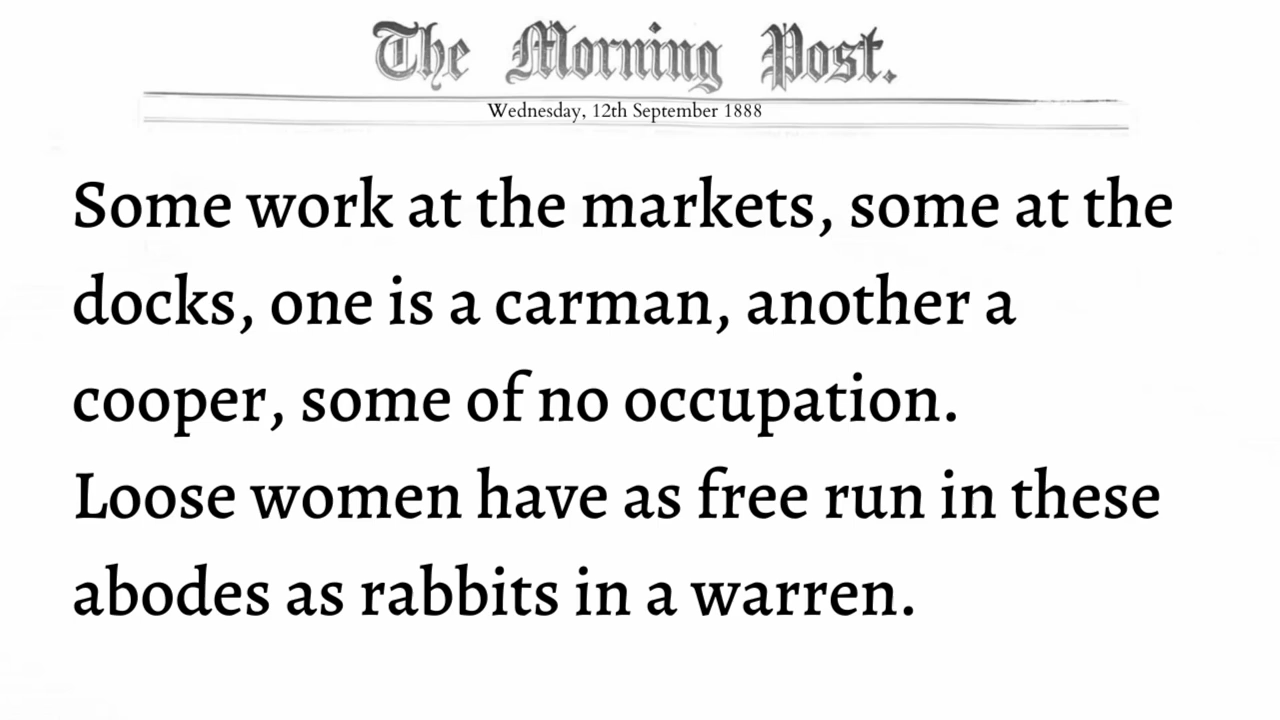 The Morning Post.
Wednesday, 12th September 1888
Some work at the markets, some at the
docks, one is a carman, another a
cooper, some of no occupation.
Loose women have as free run in these
abodes as rabbits in a warren.